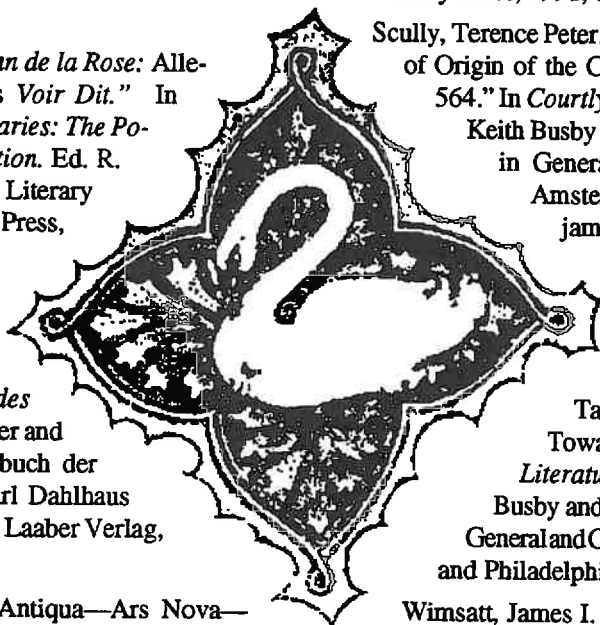 an de la Rose: Alle-
s Voir Dit." In
aries: The Po-
tion. Ed. R.
Literary
Press,
des
er and
buch der
rl Dahlhaus
Laaber Verlag,
Antiqua—Ars Nova—
Scully, Terence Peter.
of Origin of the C
564." In Courtly
Keith Busby
in Genera
Amste
jam
Ta
Towa
Literatu
Busby and
General and C
and Philadelphi
Wimsatt, James I.